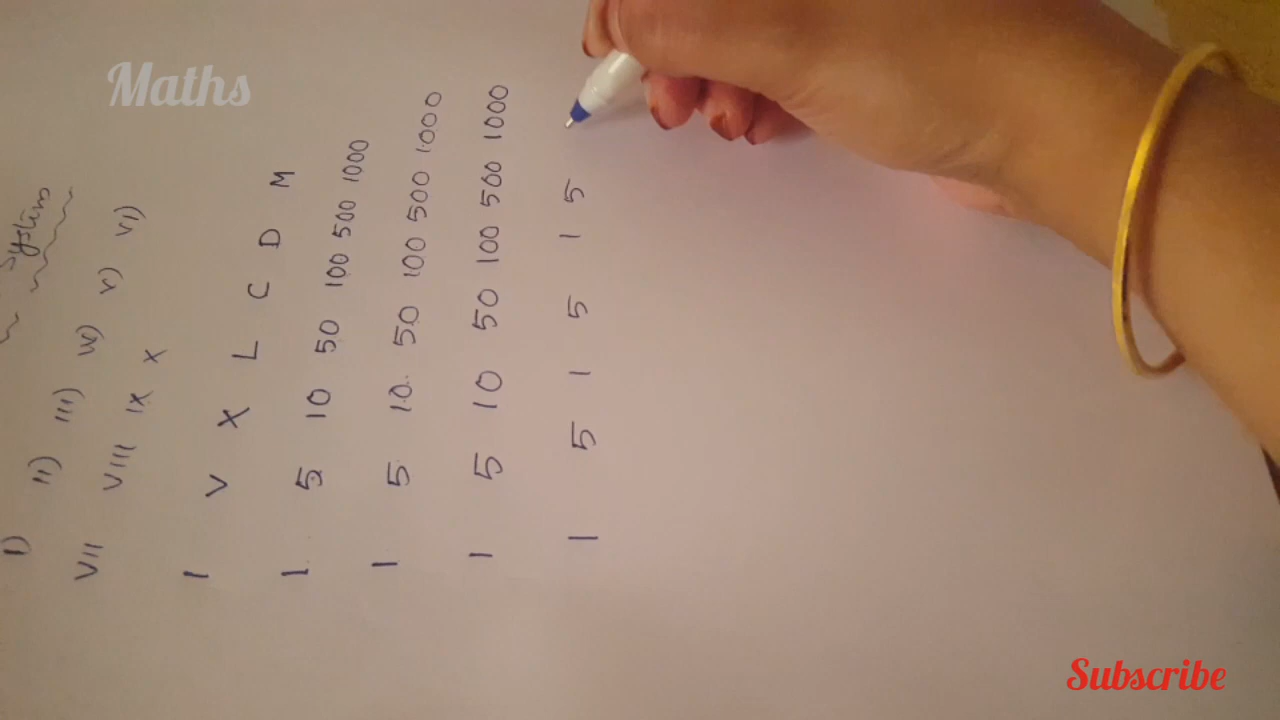 Maths
System
I) II) III) IV) V) VI)
VII VIII IX X
I V X L C D M
1 5 10 50 100 500 1000
1 5 10 50 100 500 1000
1 5 10 50 100 500 1000
1 5 1 5 1 5
Subscribe